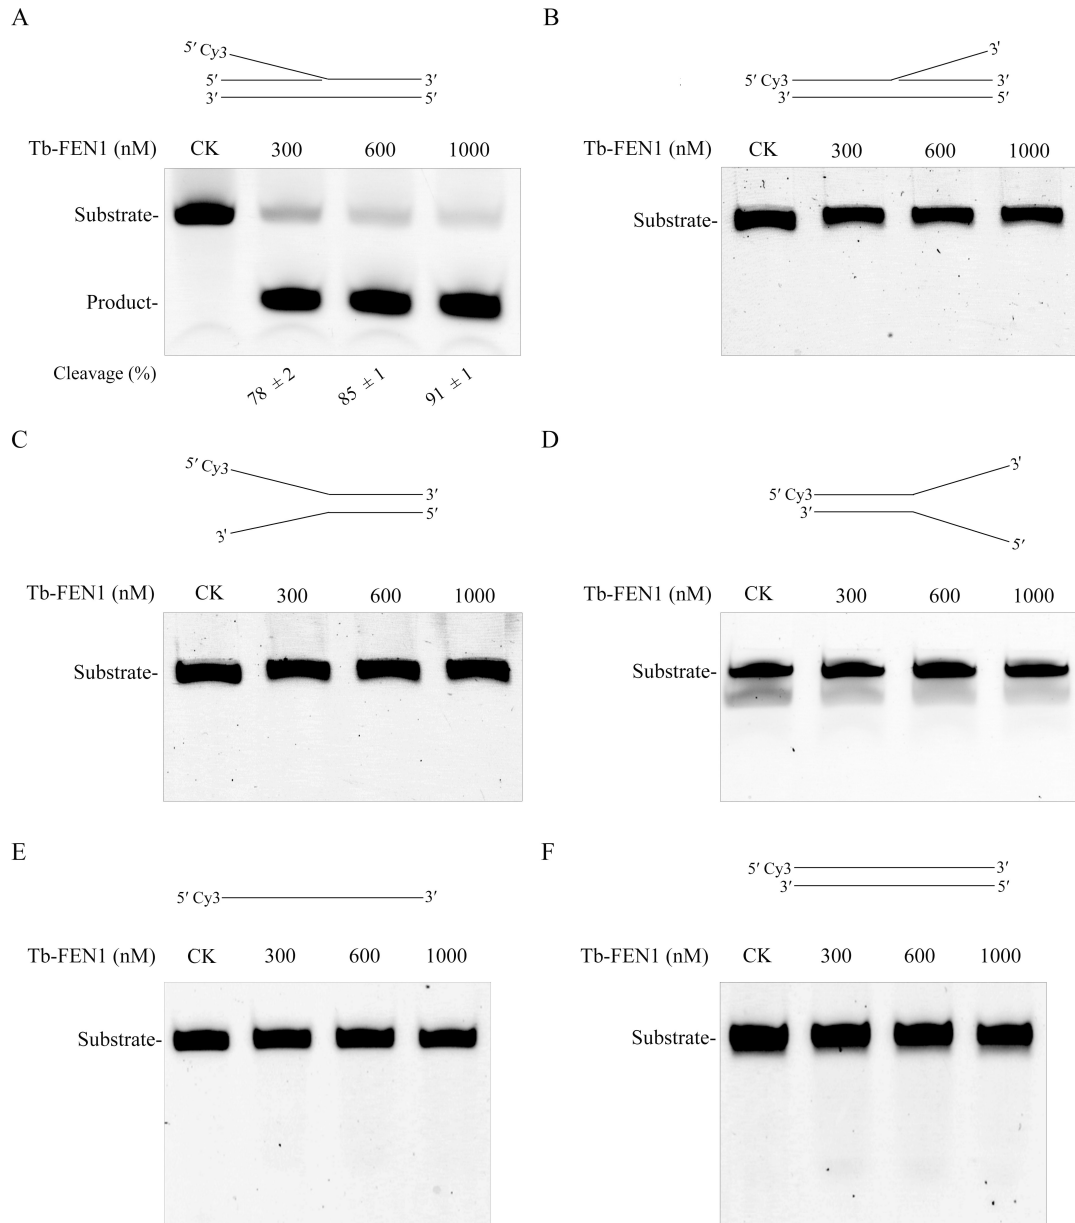 A
5′ Cy3
5′ 3′
3′ 5′
Tb-FEN1 (nM) CK 300 600 1000
Substrate-
Product-
Cleavage (%) 78 ± 2 85 ± 1 91 ± 1
B
3′
5′ Cy3 3′
3′ 5′
Tb-FEN1 (nM) CK 300 600 1000
Substrate-
C
5′ Cy3
3′
5′
3′
Tb-FEN1 (nM) CK 300 600 1000
Substrate-
D
3′
5′ Cy3
3′
5′
Tb-FEN1 (nM) CK 300 600 1000
Substrate-
E
5′ Cy3 3′
Tb-FEN1 (nM) CK 300 600 1000
Substrate-
F
5′ Cy3 3′
3′ 5′
Tb-FEN1 (nM) CK 300 600 1000
Substrate-